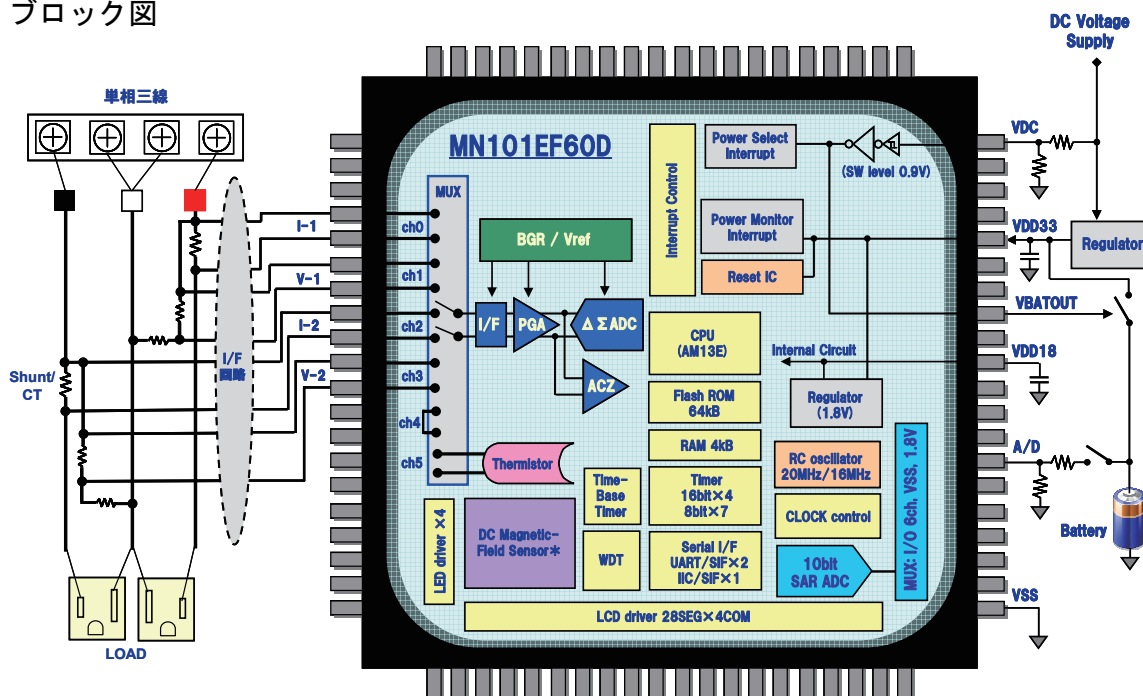 ブロック図
DC Voltage
Supply
単相三線
MN101EF60D
MUX
ch0
ch1
ch2
ch3
ch4
ch5
I-1
V-1
I-2
V-2
I/F
回路
Shunt/
CT
LOAD
BGR / Vref
I/F
PGA
ΔΣADC
ACZ
Thermistor
Interrupt Control
Power Select
Interrupt
(SW level 0.9V)
Power Monitor
Interrupt
Reset IC
CPU
(AM13E)
Internal Circuit
Regulator
(1.8V)
Flash ROM
64kB
RAM 4kB
RC oscillator
20MHz/16MHz
Time-
Base
Timer
Timer
16bit×4
8bit×7
CLOCK control
LED driver ×4
DC Magnetic-
Field Sensor*
WDT
Serial I/F
UART/SIF×2
IIC/SIF×1
10bit
SAR ADC
MUX: I/O 6ch, VSS, 1.8V
LCD driver 28SEG×4COM
VDC
VDD33
Regulator
VBATOUT
VDD18
A/D
Battery
VSS